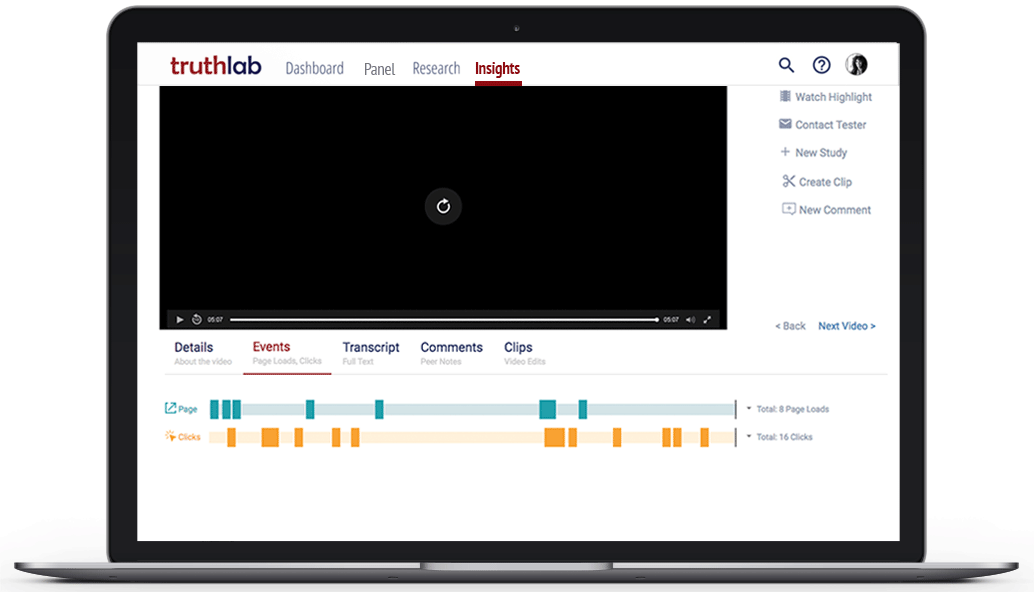 truthlab
Dashboard
Panel
Research
Insights
Watch Highlight
Contact Tester
+ New Study
Create Clip
New Comment
05:07
05:07
< Back
Next Video >
Details
About the video
Events
Page Loads, Clicks
Transcript
Full Text
Comments
Peer Notes
Clips
Video Edits
Page
Total: 8 Page Loads
Clicks
Total: 16 Clicks